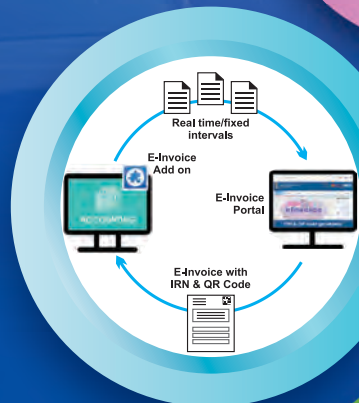 Real time/fixed
intervals
E-Invoice
Add on
E-Invoice
Portal
E-Invoice with
IRN & QR Code